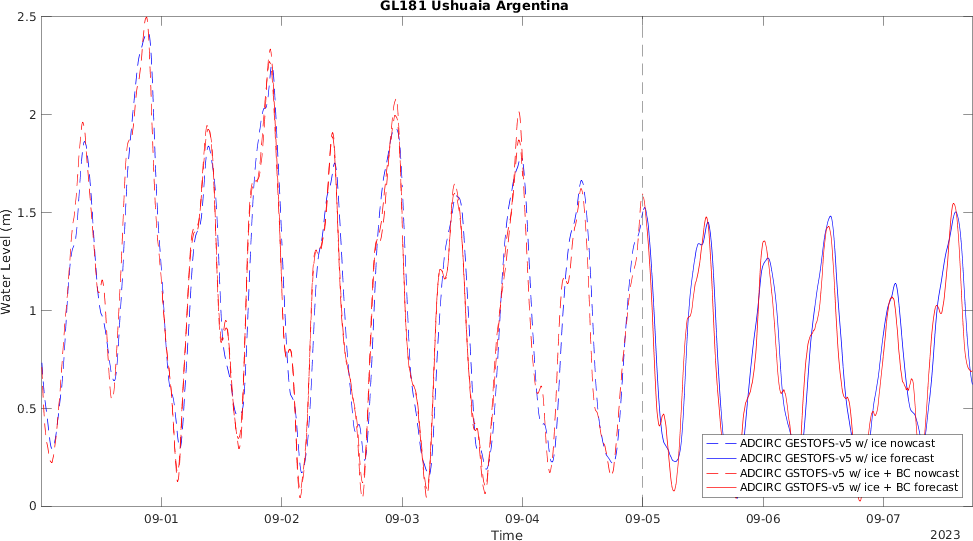 GL181 Ushuaia Argentina
2.5
2
1.5
1
0.5
0
Water Level (m)
09-01 09-02 09-03 09-04 09-05 09-06 09-07
Time
2023
ADCIRC GESTOFS-v5 w/ ice nowcast
ADCIRC GESTOFS-v5 w/ ice forecast
ADCIRC GSTOFS-v5 w/ ice + BC nowcast
ADCIRC GSTOFS-v5 w/ ice + BC forecast